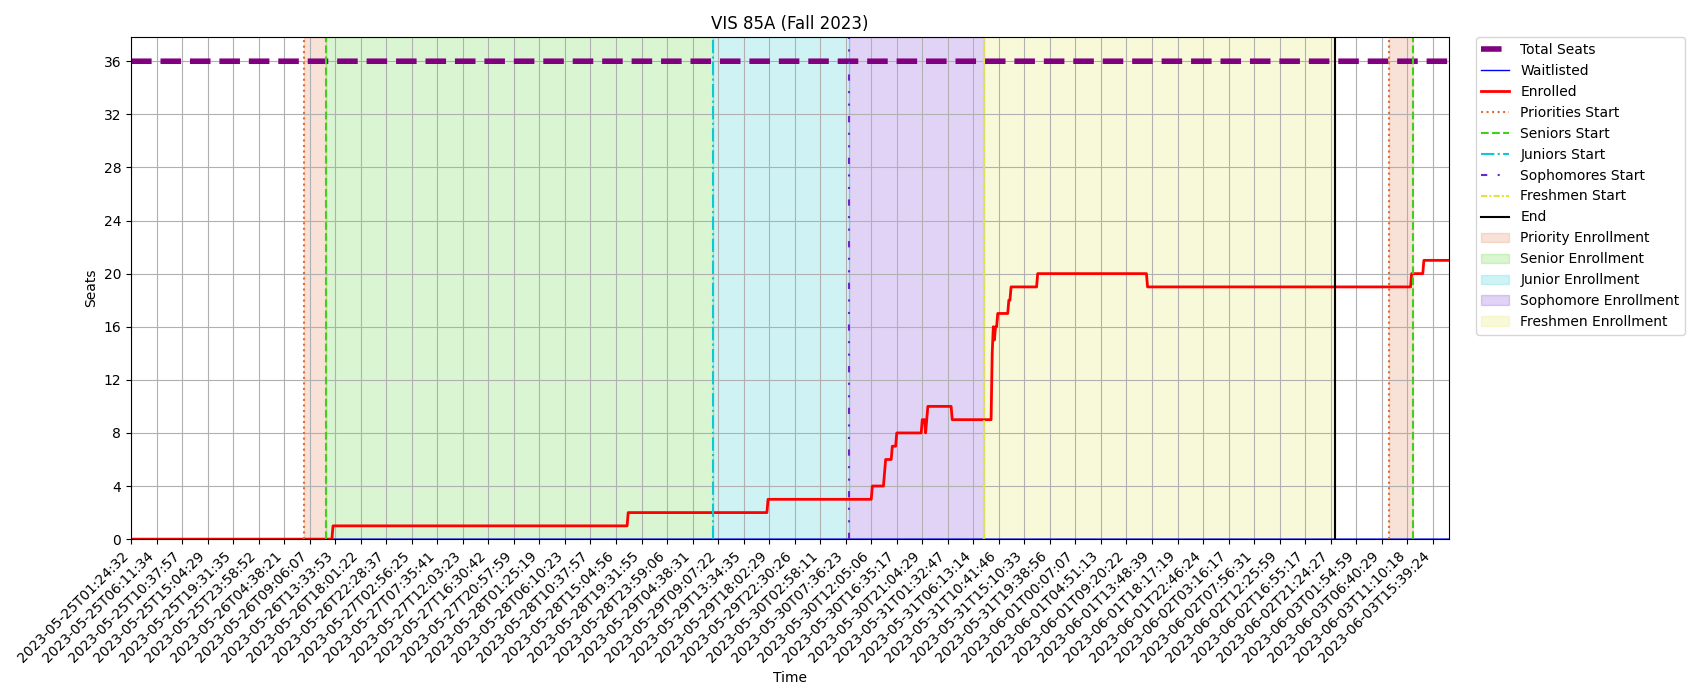 VIS 85A (Fall 2023)
Seats
36
32
28
24
20
16
12
8
4
0
2023-05-25T01:24:32
2023-05-25T06:11:34
2023-05-25T10:37:57
2023-05-25T15:04:29
2023-05-25T19:31:35
2023-05-25T23:58:52
2023-05-26T04:38:21
2023-05-26T09:06:07
2023-05-26T13:33:53
2023-05-26T18:01:22
2023-05-26T22:28:37
2023-05-27T02:56:25
2023-05-27T07:35:41
2023-05-27T12:03:23
2023-05-27T16:30:42
2023-05-27T20:57:59
2023-05-28T01:25:19
2023-05-28T06:10:23
2023-05-28T10:37:57
2023-05-28T15:04:56
2023-05-28T19:31:55
2023-05-28T23:59:06
2023-05-29T04:38:31
2023-05-29T09:07:22
2023-05-29T13:34:35
2023-05-29T18:02:29
2023-05-29T22:30:26
2023-05-30T02:58:11
2023-05-30T07:36:23
2023-05-30T12:05:06
2023-05-30T16:35:17
2023-05-30T21:04:29
2023-05-31T01:32:47
2023-05-31T06:13:14
2023-05-31T10:41:46
2023-05-31T15:10:33
2023-05-31T19:38:56
2023-06-01T00:07:07
2023-06-01T04:51:13
2023-06-01T09:20:22
2023-06-01T13:48:39
2023-06-01T18:17:19
2023-06-01T22:46:24
2023-06-02T03:16:17
2023-06-02T07:56:31
2023-06-02T12:25:59
2023-06-02T16:55:17
2023-06-02T21:24:27
2023-06-03T01:54:59
2023-06-03T06:40:29
2023-06-03T11:10:18
2023-06-03T15:39:24
Time
Total Seats
Waitlisted
Enrolled
Priorities Start
Seniors Start
Juniors Start
Sophomores Start
Freshmen Start
End
Priority Enrollment
Senior Enrollment
Junior Enrollment
Sophomore Enrollment
Freshmen Enrollment